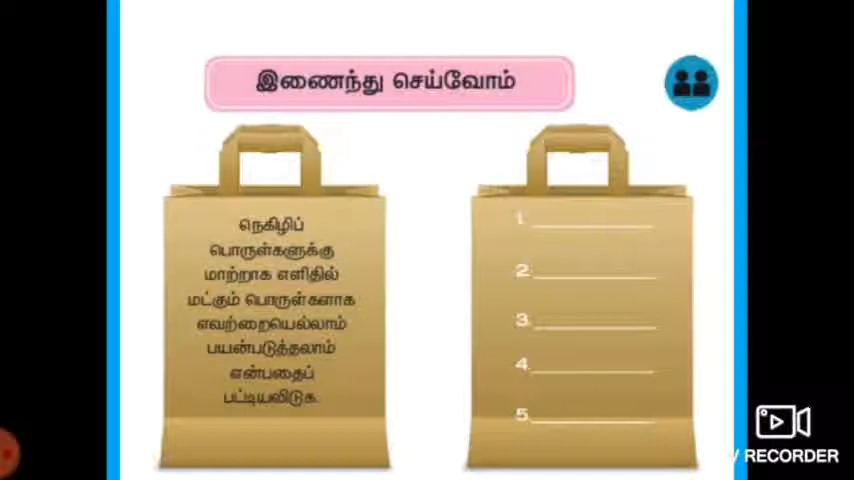 இணைந்து செய்வோம்
நெகிழிப்
பொருள்களுக்கு
மாற்றாக எளிதில்
மட்கும் பொருள்களாக
எவற்றையெல்லாம்
பயன்படுத்தலாம்
என்பதைப்
பட்டியலிடுக.
1.
2.
3.
4.
5.
V RECORDER